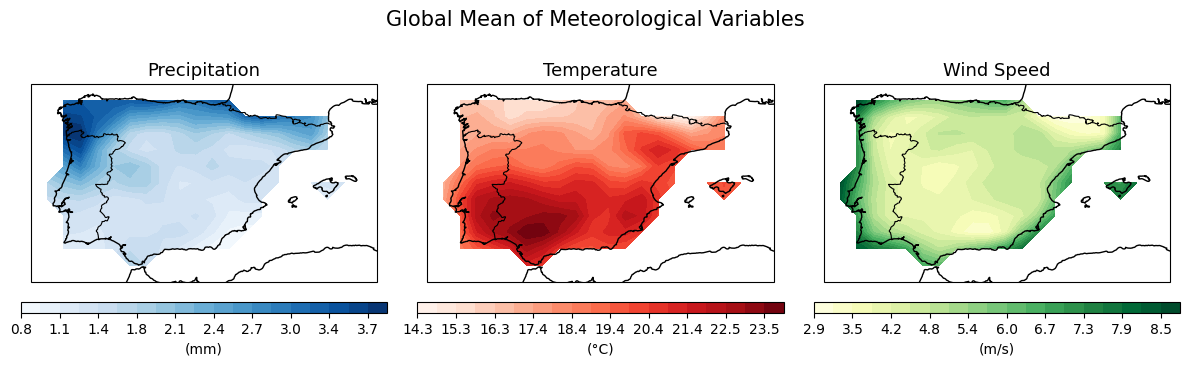 Global Mean of Meteorological Variables
Precipitation
Temperature
Wind Speed
0.8 1.1 1.4 1.8 2.1 2.4 2.7 3.0 3.4 3.7
(mm)
14.3 15.3 16.3 17.4 18.4 19.4 20.4 21.4 22.5 23.5
(°C)
2.9 3.5 4.2 4.8 5.4 6.0 6.7 7.3 7.9 8.5
(m/s)